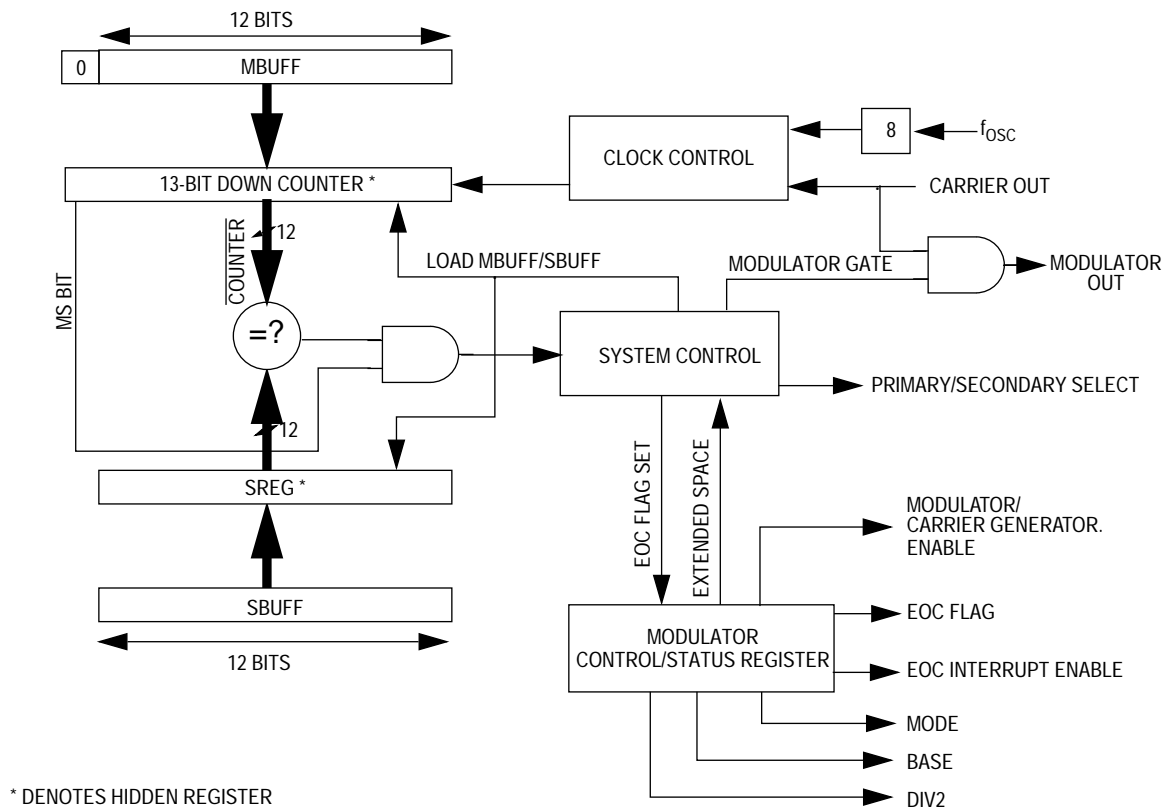 12 BITS
0
MBUFF
8
fOSC
CLOCK CONTROL
13-BIT DOWN COUNTER *
CARRIER OUT
12
COUNTER
LOAD MBUFF/SBUFF
MODULATOR GATE
MODULATOR
OUT
MS BIT
=?
SYSTEM CONTROL
PRIMARY/SECONDARY SELECT
12
SREG *
EOC FLAG SET
EXTENDED SPACE
MODULATOR/
CARRIER GENERATOR.
ENABLE
SBUFF
EOC FLAG
12 BITS
MODULATOR
CONTROL/STATUS REGISTER
EOC INTERRUPT ENABLE
MODE
BASE
DIV2
* DENOTES HIDDEN REGISTER